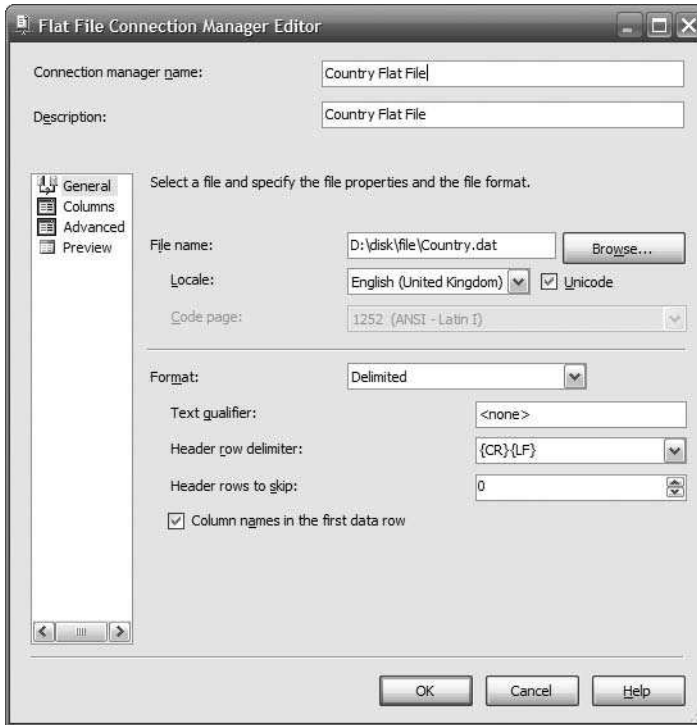 Flat File Connection Manager Editor
Connection manager name: Country Flat File
Description: Country Flat File
General
Columns
Advanced
Preview
Select a file and specify the file properties and the file format.
File name: D:\disk\file\Country.dat Browse...
Locale: English (United Kingdom) Unicode
Code page: 1252 (ANSI - Latin I)
Format: Delimited
Text qualifier: <none>
Header row delimiter: {CR}{LF}
Header rows to skip: 0
Column names in the first data row
OK Cancel Help